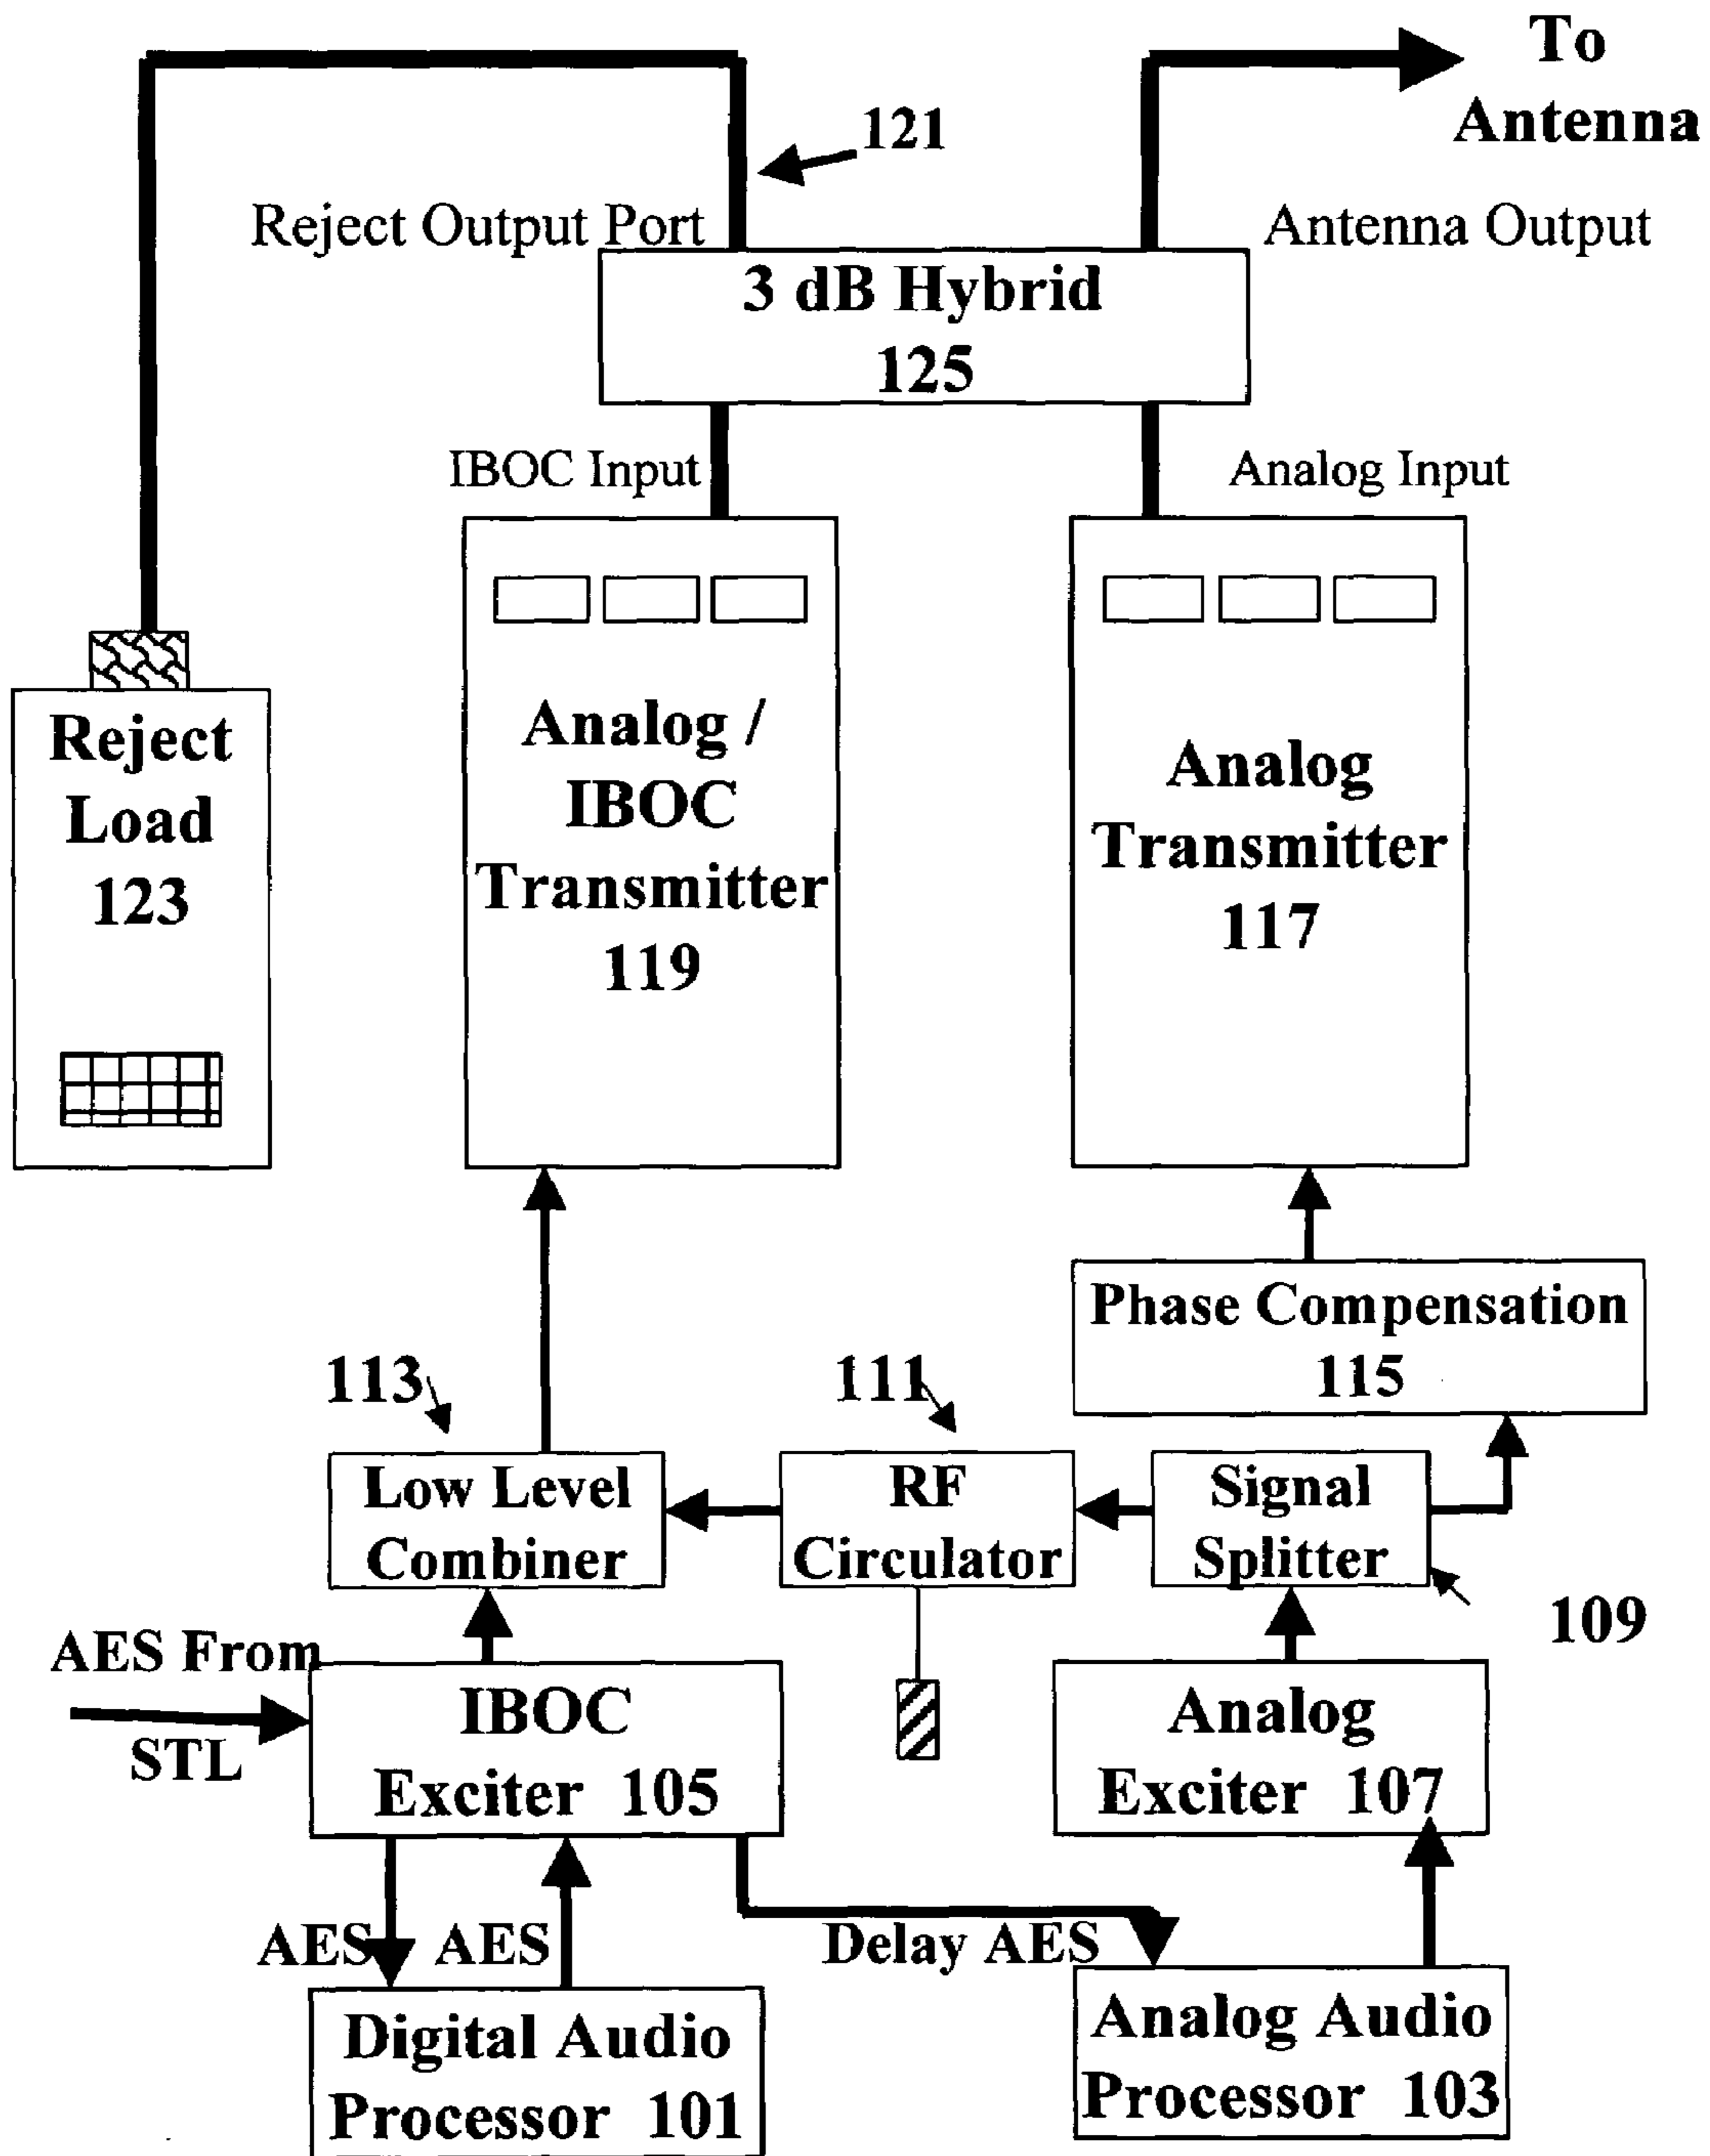 To
Antenna
121
Reject Output Port
Antenna Output
3 dB Hybrid
125
IBOC Input
Analog Input
Reject
Load
123
Analog /
IBOC
Transmitter
119
Analog
Transmitter
117
Phase Compensation
115
113
111
Low Level
Combiner
RF
Circulator
Signal
Splitter
109
AES From
STL
IBOC
Exciter 105
Analog
Exciter 107
AES
AES
Delay AES
Digital Audio
Processor 101
Analog Audio
Processor 103